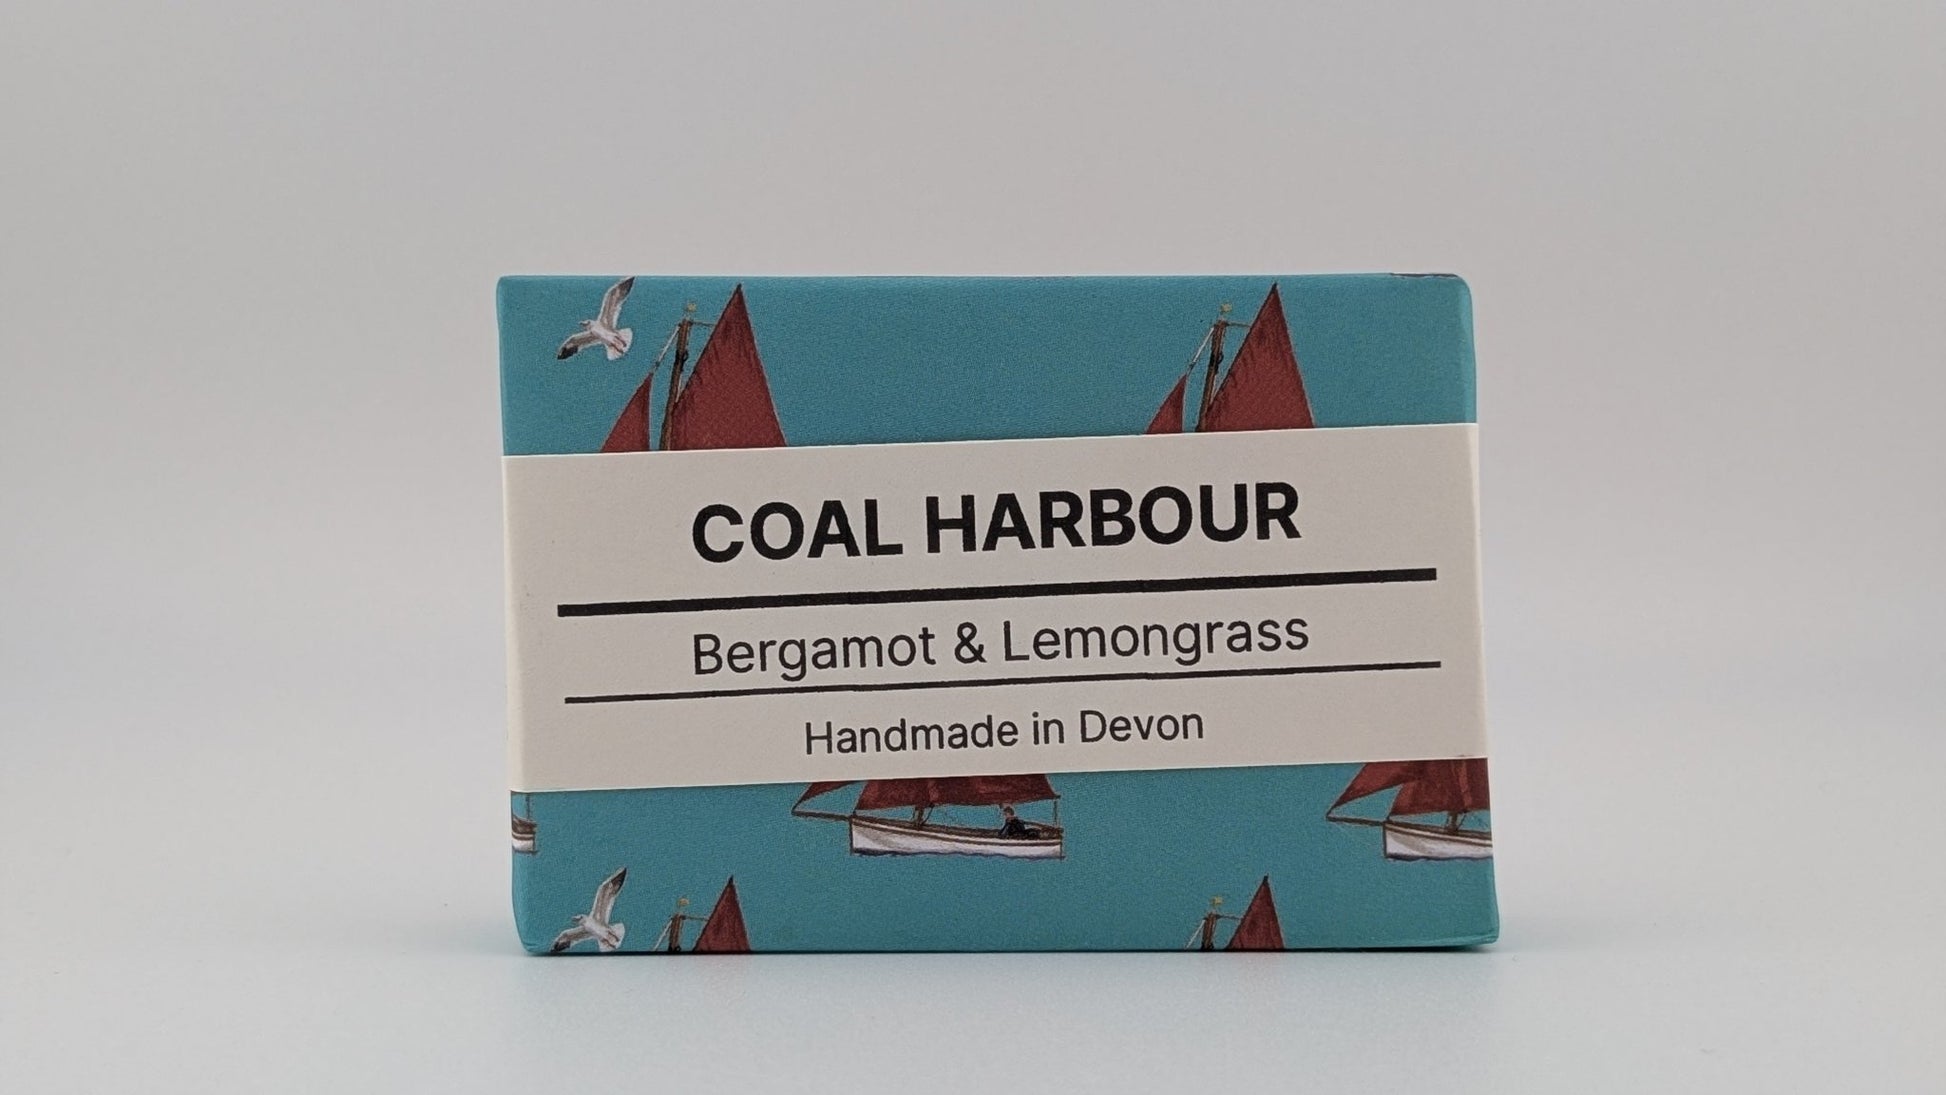 COAL HARBOUR
Bergamot & Lemongrass
Handmade in Devon